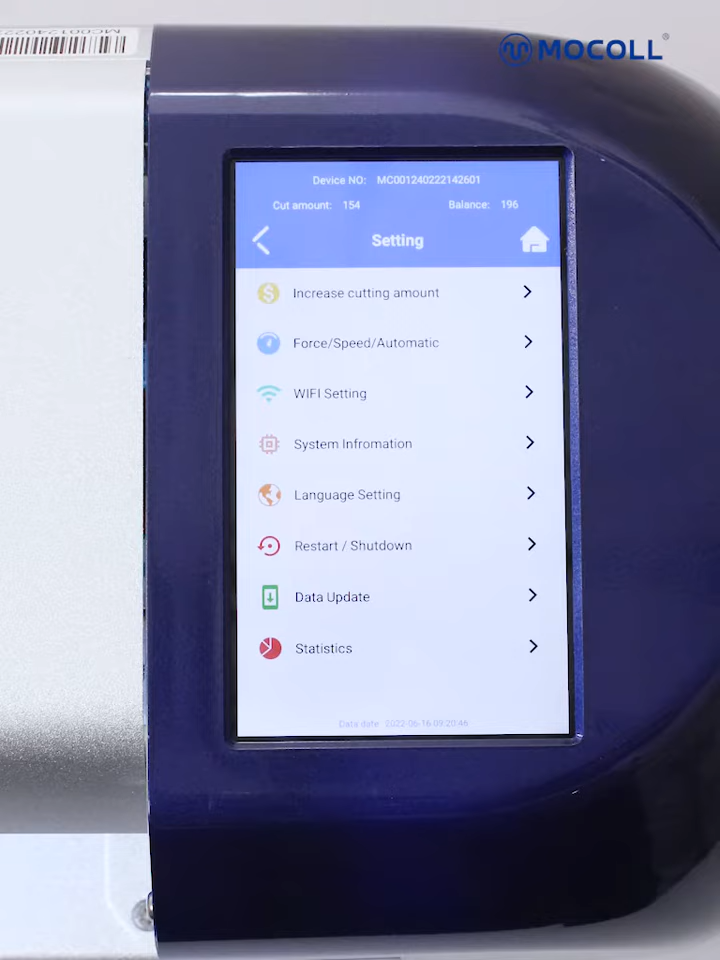 MOCOLL®
Device NO: MC001240222142601
Cut amount: 154 Balance: 196
Setting
Increase cutting amount
Force/Speed/Automatic
WIFI Setting
System Infromation
Language Setting
Restart / Shutdown
Data Update
Statistics
Data date 2022-06-16 09:20:46